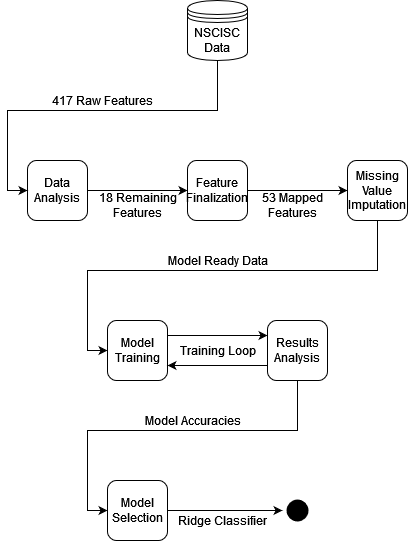 NSCISC
Data
417 Raw Features
Data
Analysis
18 Remaining
Features
Feature
Finalization
53 Mapped
Features
Missing
Value
Imputation
Model Ready Data
Model
Training
Training Loop
Results
Analysis
Model Accuracies
Model
Selection
Ridge Classifier